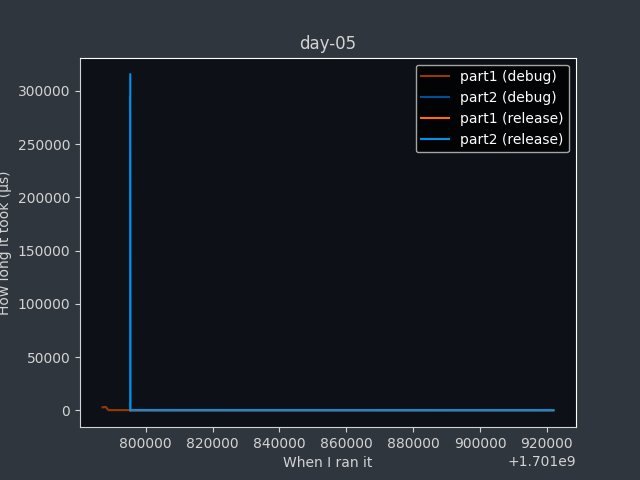 day-05
part1 (debug)
part2 (debug)
part1 (release)
part2 (release)
How long it took (µs)
300000
250000
200000
150000
100000
50000
0
800000 820000 840000 860000 880000 900000 920000
When I ran it
+1.701e9